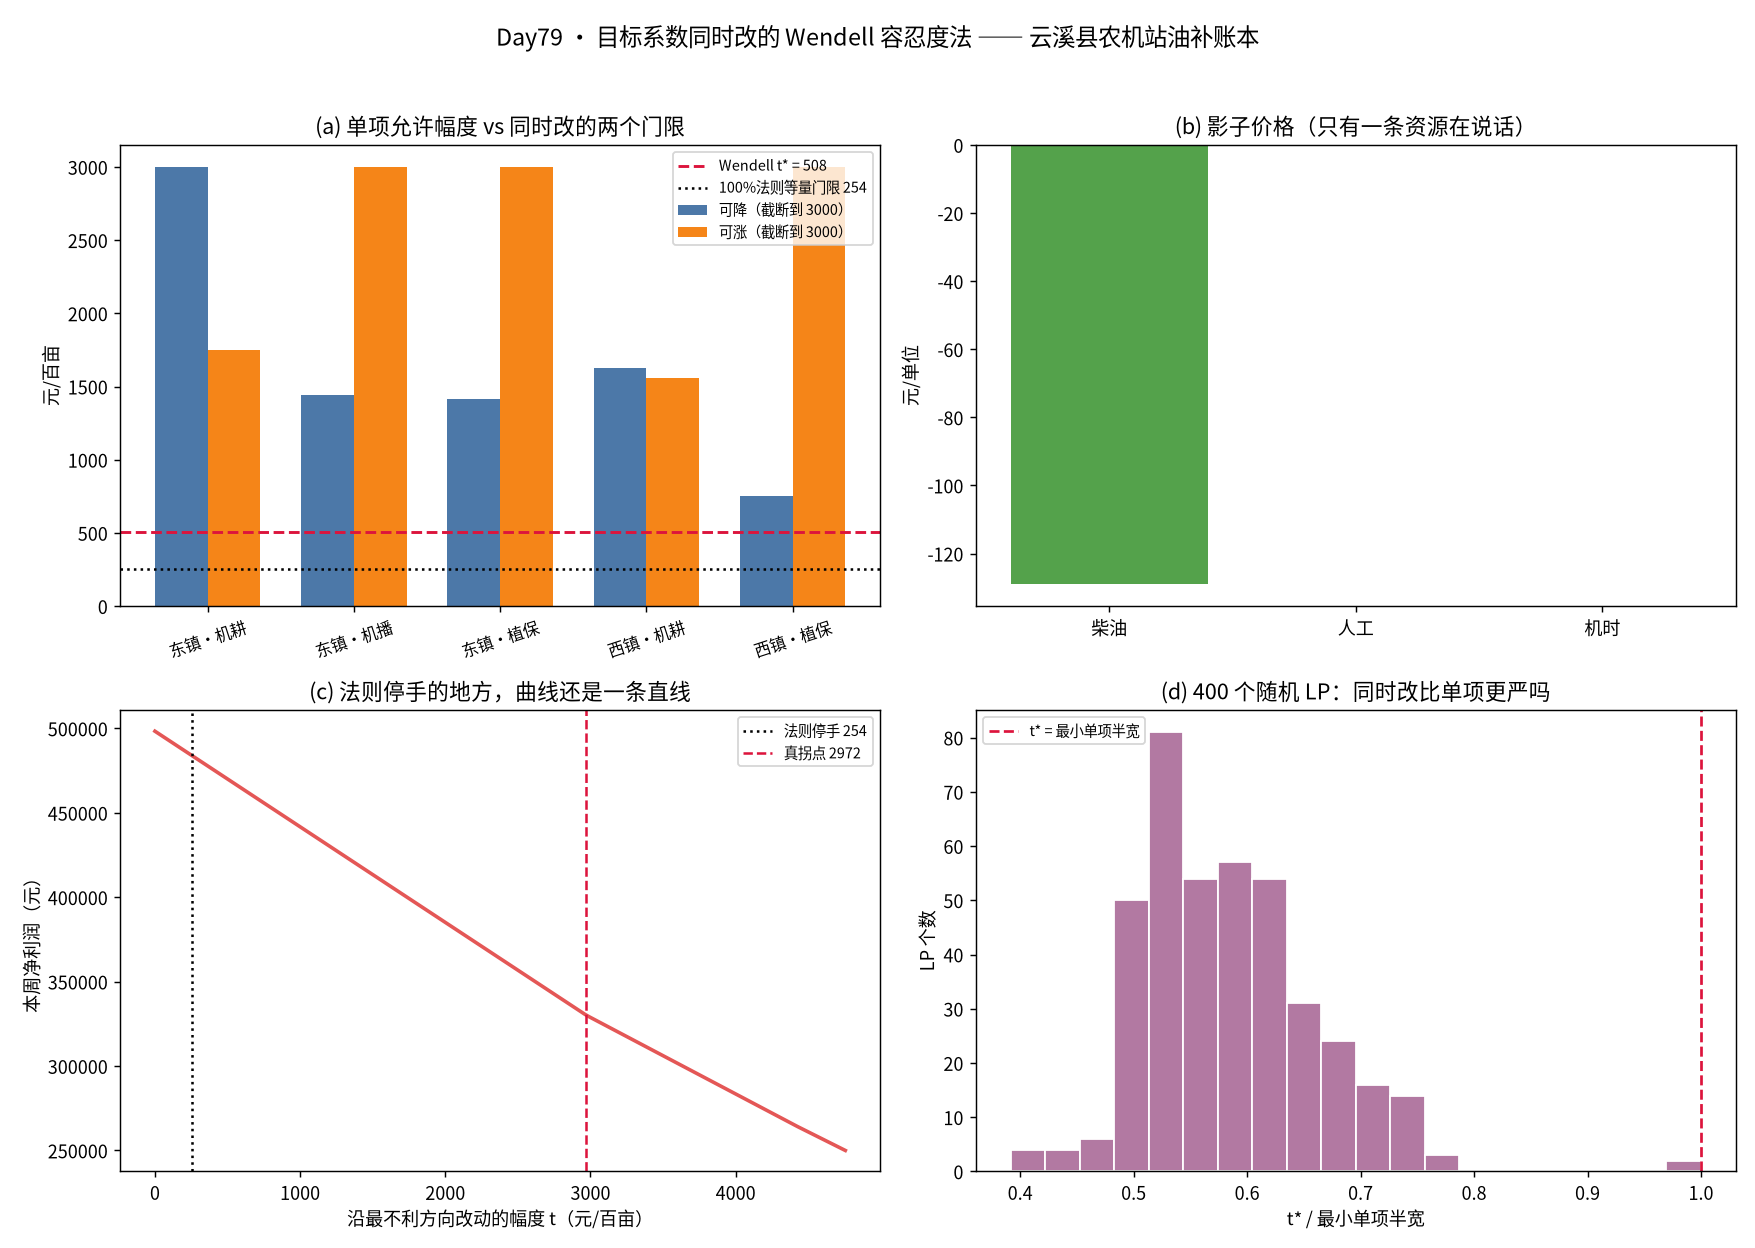 Day79 · 目标系数同时改的 Wendell 容忍度法 —— 云溪县农机站油补账本
(a) 单项允许幅度 vs 同时改的两个门限
元/百亩
3000
2500
2000
1500
1000
500
0
Wendell t* = 508
100%法则等量门限 254
可降（截断到 3000）
可涨（截断到 3000）
东镇·机耕
东镇·机播
东镇·植保
西镇·机耕
西镇·植保
(b) 影子价格（只有一条资源在说话）
元/单位
0
-20
-40
-60
-80
-100
-120
柴油
人工
机时
(c) 法则停手的地方，曲线还是一条直线
本周净利润（元）
500000
450000
400000
350000
300000
250000
法则停手 254
真拐点 2972
0
1000
2000
3000
4000
沿最不利方向改动的幅度 t（元/百亩）
(d) 400 个随机 LP：同时改比单项更严吗
LP 个数
80
70
60
50
40
30
20
10
0
t* = 最小单项半宽
0.4
0.5
0.6
0.7
0.8
0.9
1.0
t* / 最小单项半宽